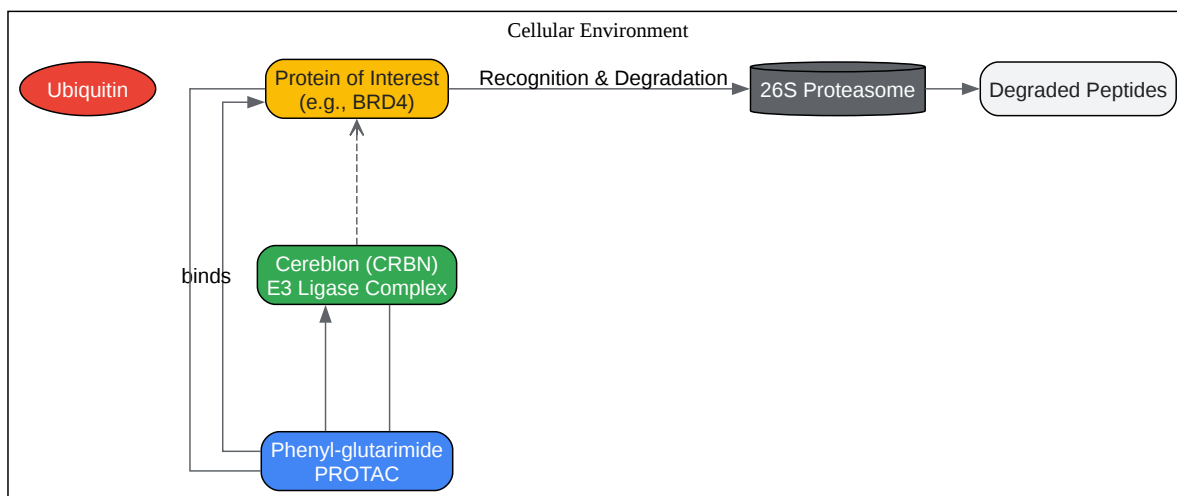 Cellular Environment
Ubiquitin
Protein of Interest
(e.g., BRD4)
Recognition & Degradation
26S Proteasome
Degraded Peptides
binds
Cereblon (CRBN)
E3 Ligase Complex
Phenyl-glutarimide
PROTAC